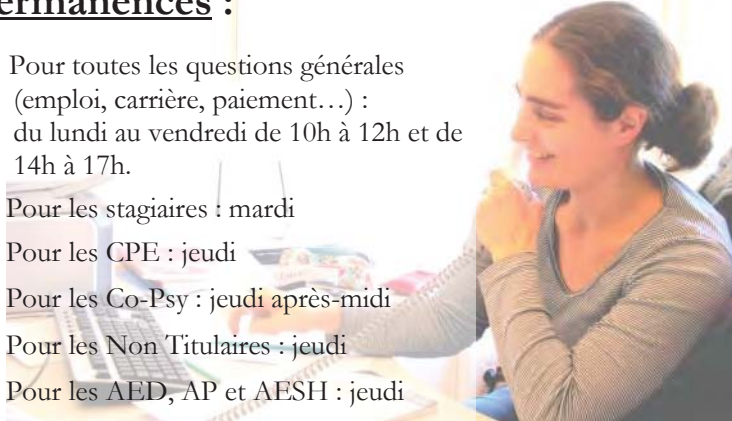 ermanences :
Pour toutes les questions générales
(emploi, carrière, paiement…) :
du lundi au vendredi de 10h à 12h et de
14h à 17h.
Pour les stagiaires : mardi
Pour les CPE : jeudi
Pour les Co-Psy : jeudi après-midi
Pour les Non Titulaires : jeudi
Pour les AED, AP et AESH : jeudi